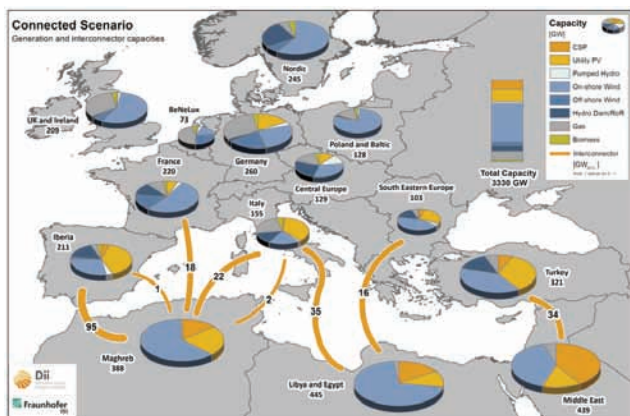 Connected Scenario
Generation and interconnector capacities
Capacity
[GW]
CSP
Utility PV
Pumped Hydro
On-shore Wind
Off-shore Wind
Hydro Dam/RoR
Gas
Biomass
Interconnector
Total Capacity
3330 GW
Nordic
245
UK and Ireland
209
BeNeLux
73
Germany
260
Poland and Baltic
128
France
220
Central Europe
129
South Eastern Europe
103
Italy
155
Iberia
211
Turkey
321
18
22
1
2
95
35
16
34
Maghreb
388
Libya and Egypt
445
Middle East
439
Dii
Fraunhofer
ISI